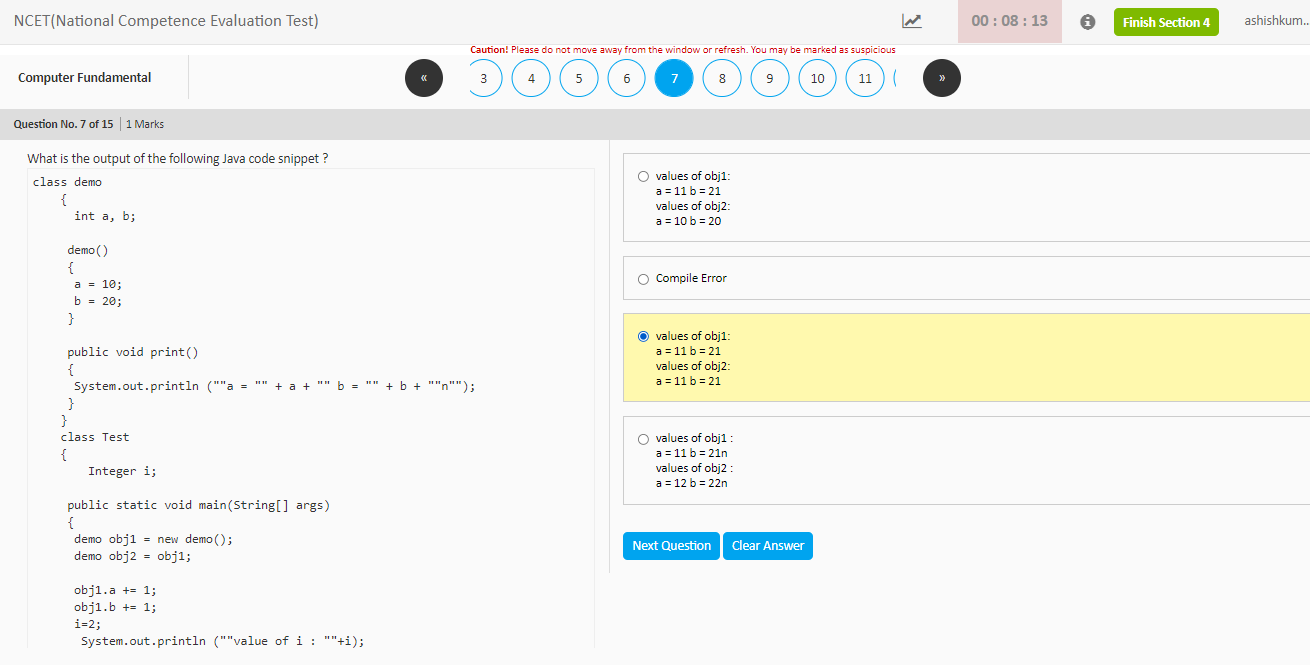 NCET(National Competence Evaluation Test)
00 : 08 : 13
Finish Section 4
ashishkum...
Caution! Please do not move away from the window or refresh. You may be marked as suspicious
Computer Fundamental
« 3 4 5 6 7 8 9 10 11 »
Question No. 7 of 15 | 1 Marks
What is the output of the following Java code snippet ?
class demo
{
int a, b;
demo()
{
a = 10;
b = 20;
}
public void print()
{
System.out.println (""a = "" + a + "" b = "" + b + ""n"");
}
}
class Test
{
Integer i;
public static void main(String[] args)
{
demo obj1 = new demo();
demo obj2 = obj1;
obj1.a += 1;
obj1.b += 1;
i=2;
System.out.println (""value of i : ""+i);
values of obj1:
a = 11 b = 21
values of obj2:
a = 10 b = 20
Compile Error
values of obj1:
a = 11 b = 21
values of obj2:
a = 11 b = 21
values of obj1 :
a = 11 b = 21n
values of obj2 :
a = 12 b = 22n
Next Question
Clear Answer